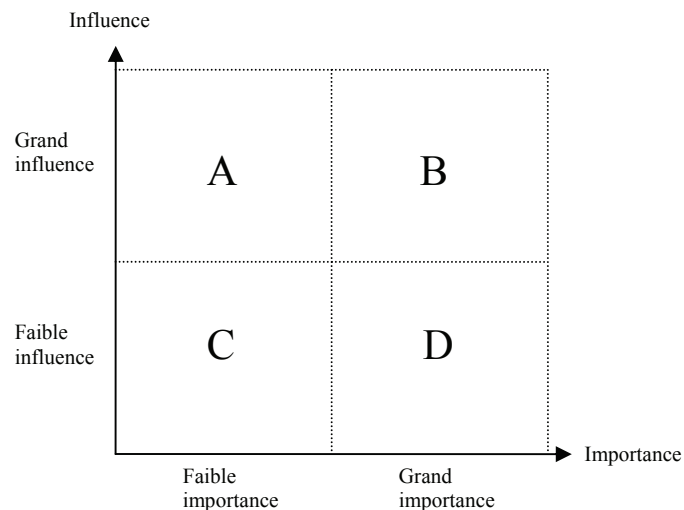 Influence
Grand
influence
A
B
Faible
influence
C
D
Importance
Faible
importance
Grand
importance